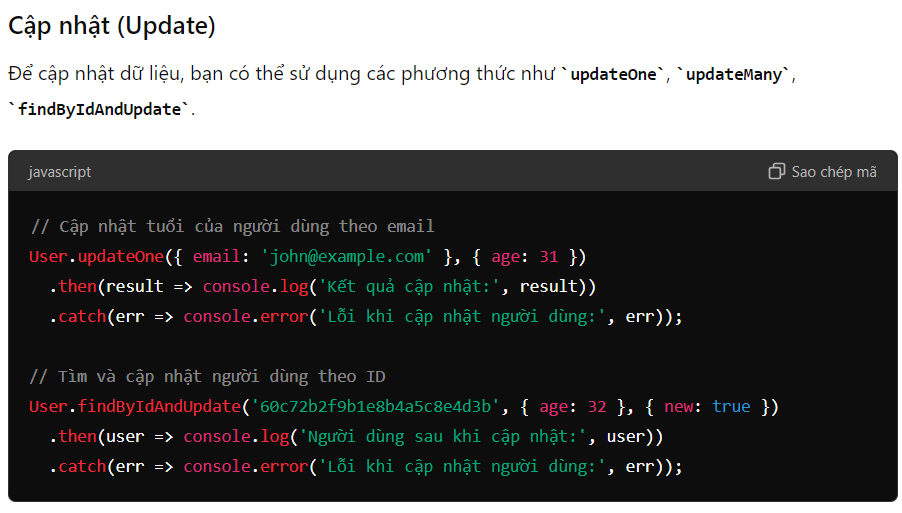 Cập nhật (Update)
Để cập nhật dữ liệu, bạn có thể sử dụng các phương thức như `updateOne`, `updateMany`,
`findByIdAndUpdate`.
javascript
Sao chép mã
// Cập nhật tuổi của người dùng theo email
User.updateOne({ email: 'john@example.com' }, { age: 31 })
  .then(result => console.log('Kết quả cập nhật:', result))
  .catch(err => console.error('Lỗi khi cập nhật người dùng:', err));
// Tìm và cập nhật người dùng theo ID
User.findByIdAndUpdate('60c72b2f9b1e8b4a5c8e4d3b', { age: 32 }, { new: true })
  .then(user => console.log('Người dùng sau khi cập nhật:', user))
  .catch(err => console.error('Lỗi khi cập nhật người dùng:', err));